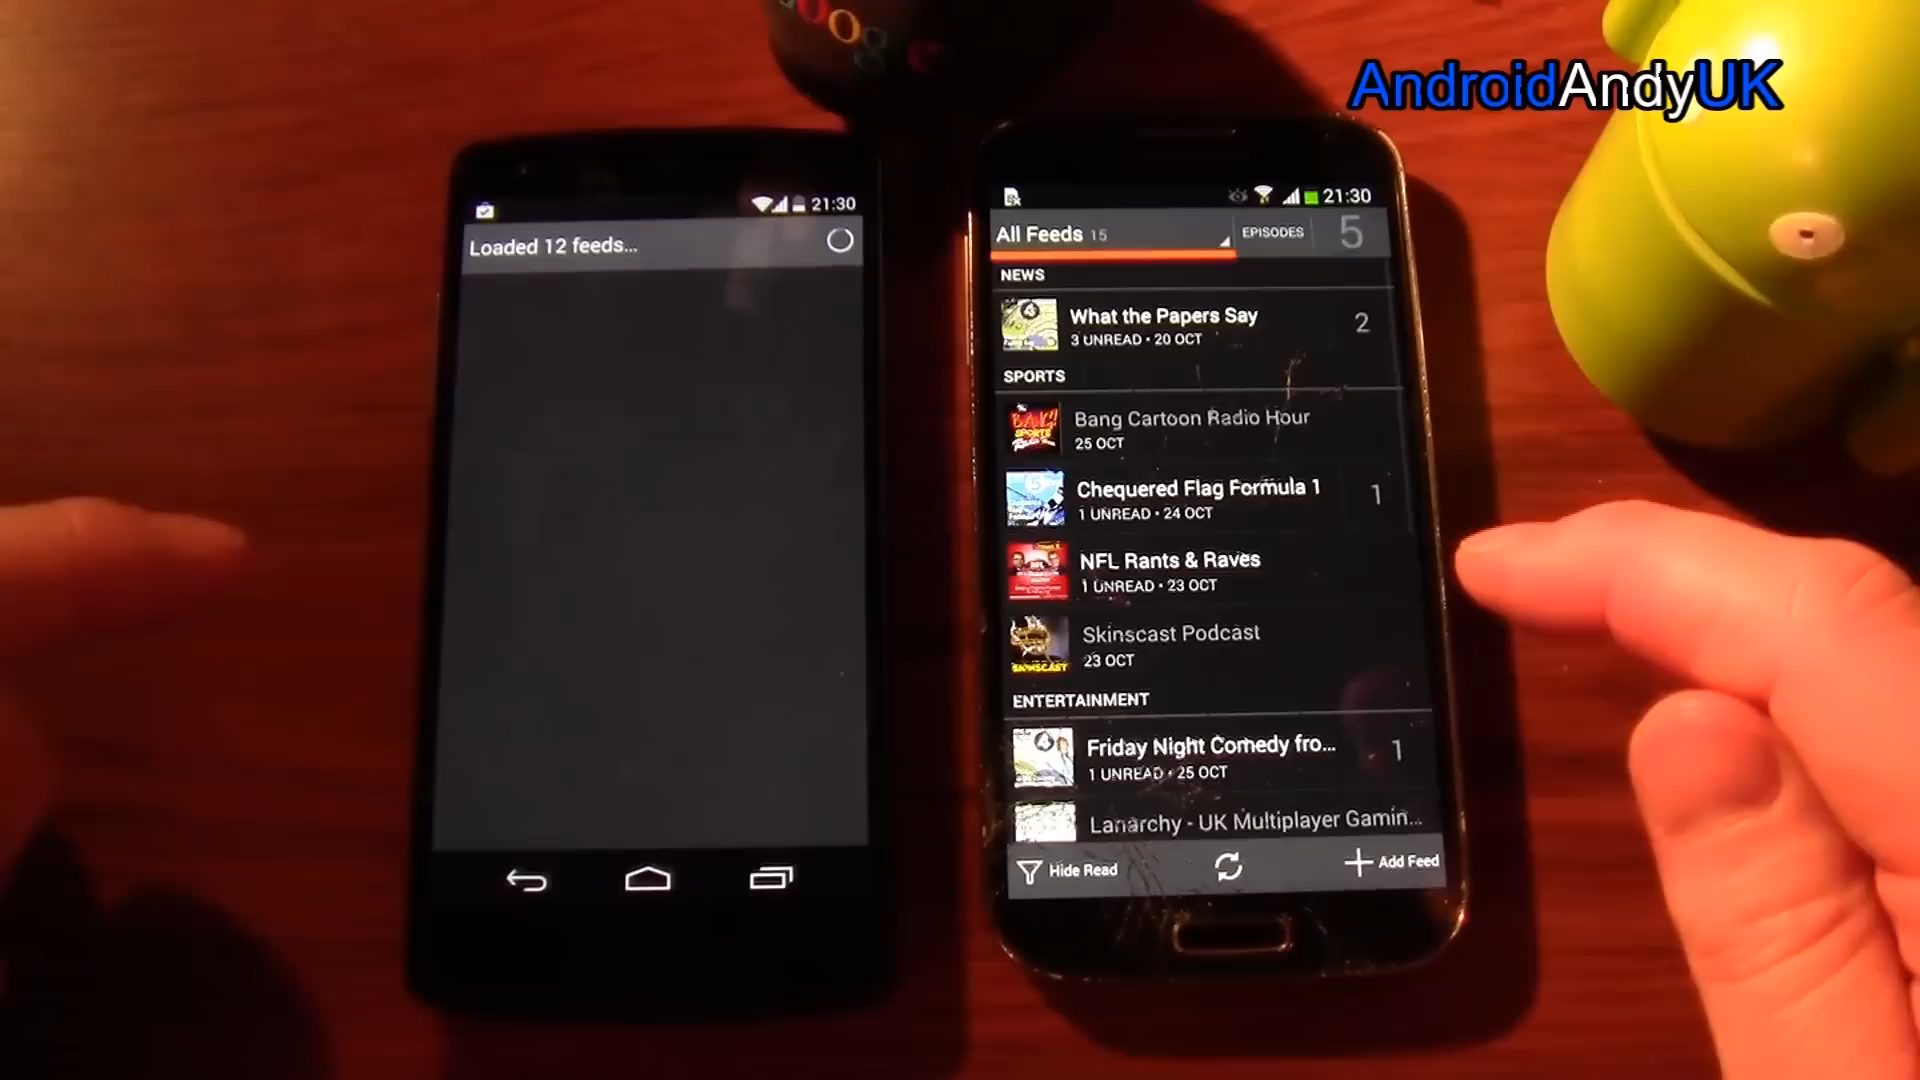 AndroidAndyUK
21:30
Loaded 12 feeds...
21:30
All Feeds 15
EPISODES
5
NEWS
What the Papers Say
3 UNREAD • 20 OCT
2
SPORTS
Bang Cartoon Radio Hour
25 OCT
Chequered Flag Formula 1
1 UNREAD • 24 OCT
1
NFL Rants & Raves
1 UNREAD • 23 OCT
Skinscast Podcast
23 OCT
ENTERTAINMENT
Friday Night Comedy fro...
1 UNREAD • 25 OCT
1
Lanarchy - UK Multiplayer Gamin...
Hide Read
Add Feed